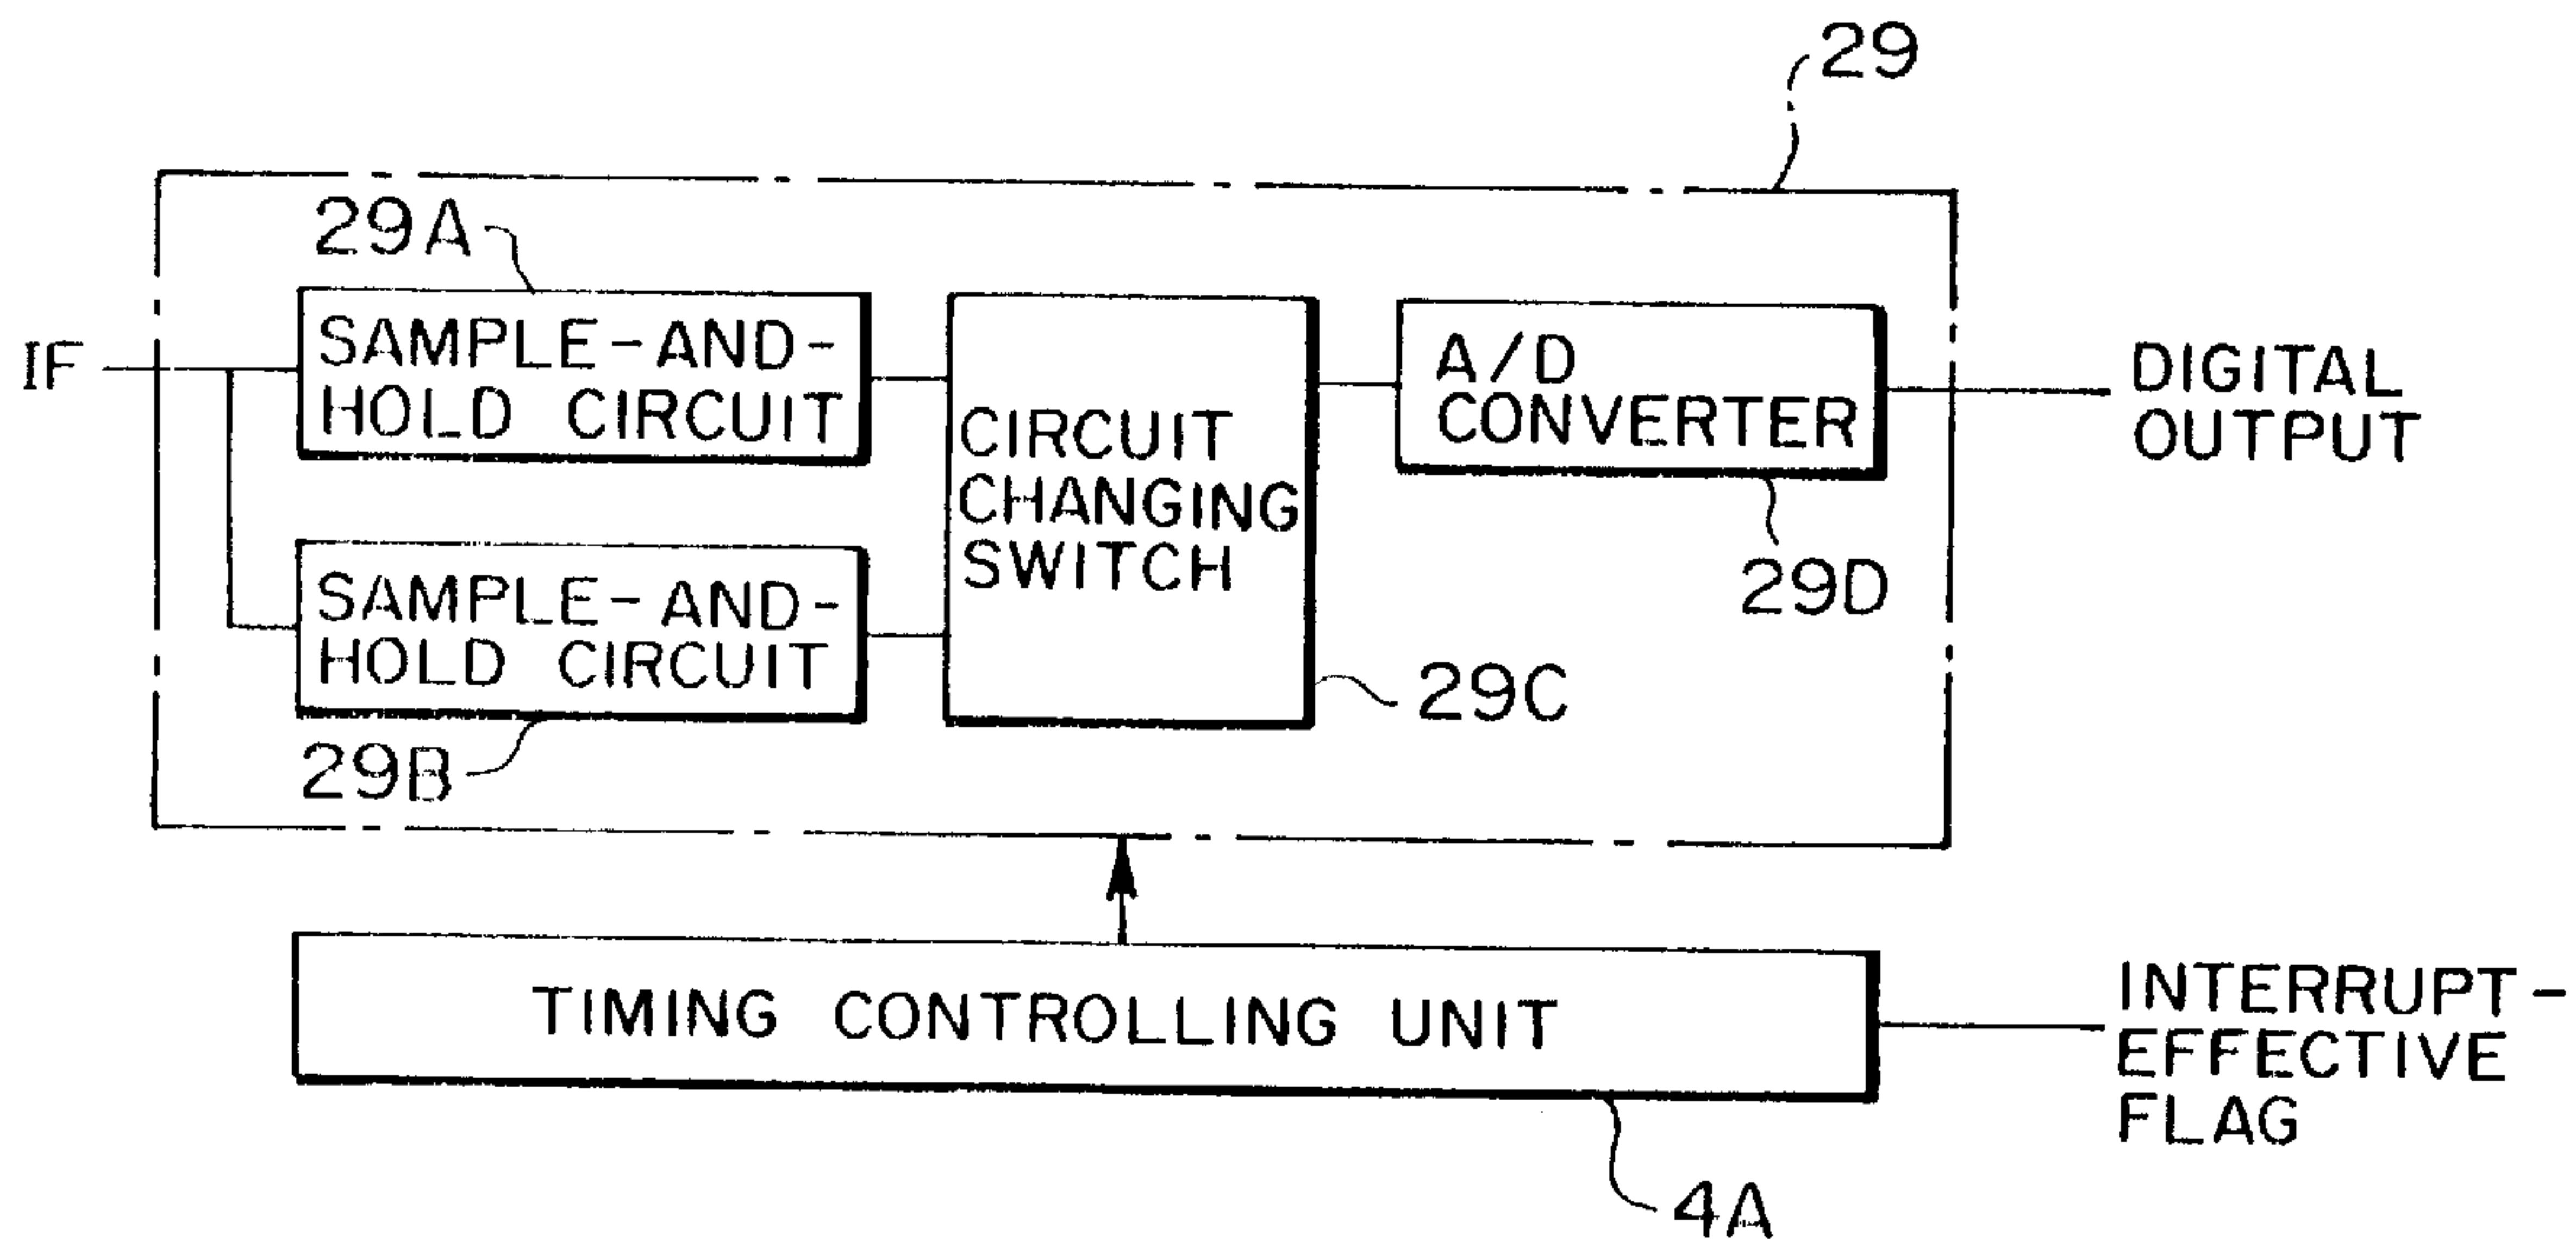 29
29A
IF
SAMPLE-AND-
HOLD CIRCUIT
CIRCUIT
CHANGING
SWITCH
A/D
CONVERTER
DIGITAL
OUTPUT
SAMPLE-AND-
HOLD CIRCUIT
29D
29C
29B
TIMING CONTROLLING UNIT
INTERRUPT-
EFFECTIVE
FLAG
4A